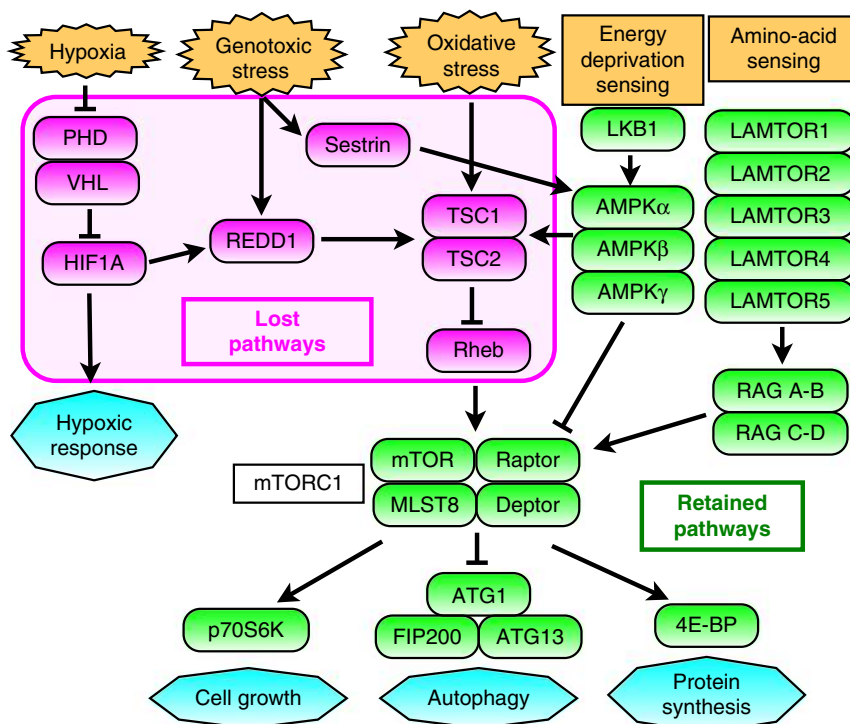 Hypoxia
Genotoxic
stress
Oxidative
stress
Energy
deprivation
sensing
Amino-acid
sensing
PHD
VHL
HIF1A
Sestrin
REDD1
TSC1
TSC2
Rheb
Lost
pathways
LKB1
AMPKα
AMPKβ
AMPKγ
LAMTOR1
LAMTOR2
LAMTOR3
LAMTOR4
LAMTOR5
RAG A-B
RAG C-D
Hypoxic
response
mTORC1
mTOR
Raptor
MLST8
Deptor
Retained
pathways
p70S6K
ATG1
FIP200
ATG13
4E-BP
Cell growth
Autophagy
Protein
synthesis